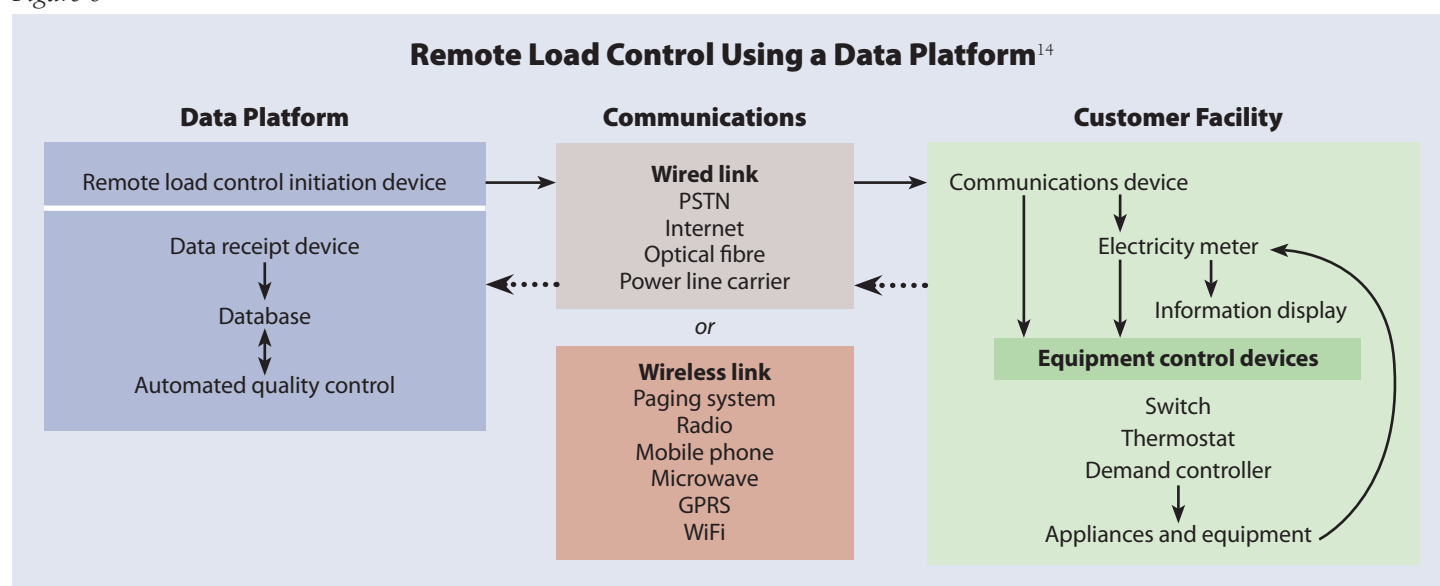 Remote Load Control Using a Data Platform14
Data Platform
Remote load control initiation device
Data receipt device
Database
Automated quality control
Communications
Wired link
PSTN
Internet
Optical fibre
Power line carrier
or
Wireless link
Paging system
Radio
Mobile phone
Microwave
GPRS
WiFi
Customer Facility
Communications device
Electricity meter
Information display
Equipment control devices
Switch
Thermostat
Demand controller
Appliances and equipment